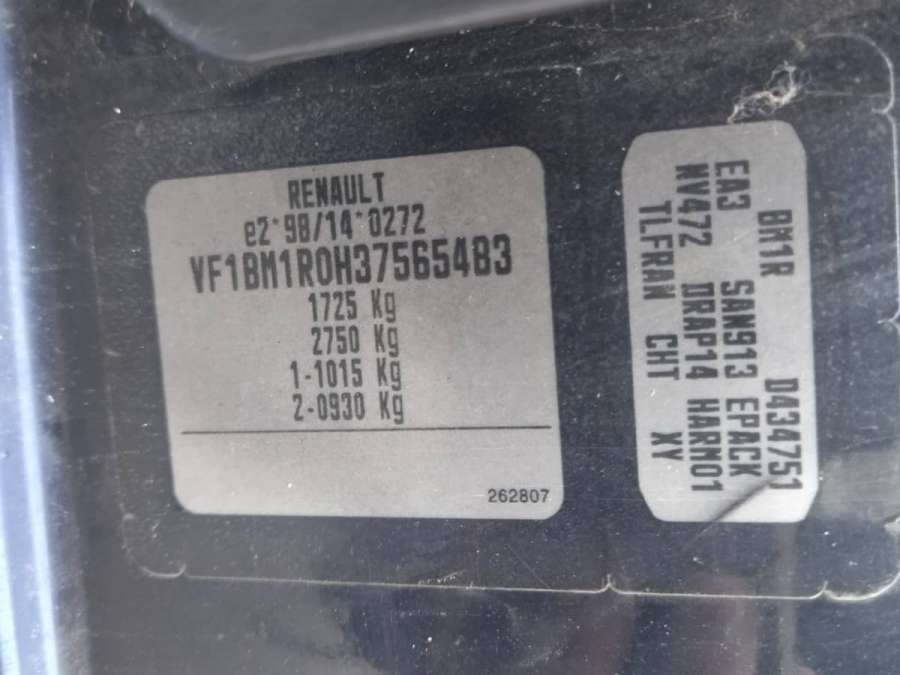 RENAULT
e2*98/14*0272
VF1BM1R0H37565483
1725 Kg
2750 Kg
1-1015 Kg
2-0930 Kg
262807
BM1R D434751
EA3 SAN913 EPACK
NV472 DRAP14 HARM01
TLFRAN CHT XY